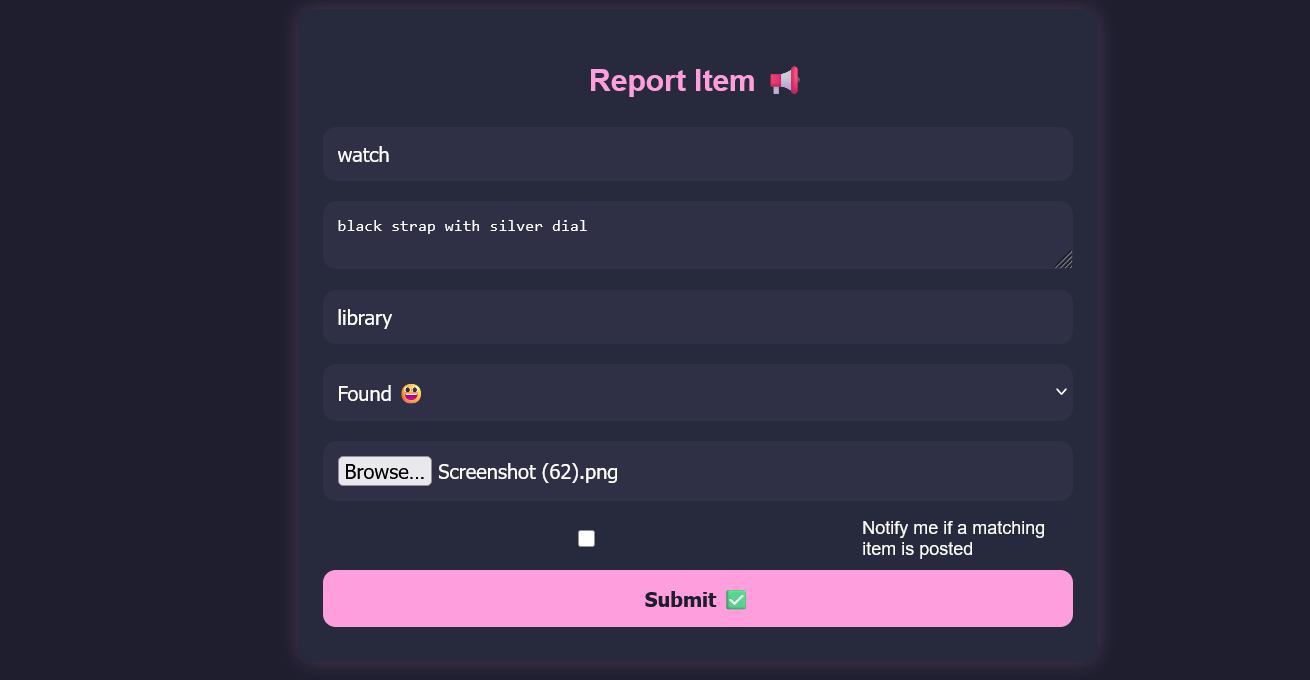 Report Item 📢
watch
black strap with silver dial
library
Found 😀
Browse... Screenshot (62).png
Notify me if a matching
item is posted
Submit ✅